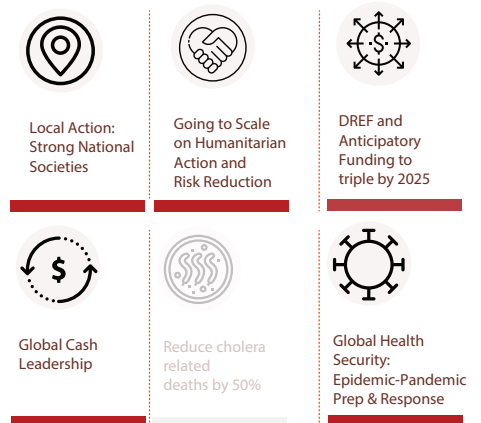 Local Action:
Strong National
Societies
Going to Scale
on Humanitarian
Action and
Risk Reduction
DREF and
Anticipatory
Funding to
triple by 2025
Global Cash
Leadership
Reduce cholera
related
deaths by 50%
Global Health
Security:
Epidemic-Pandemic
Prep & Response